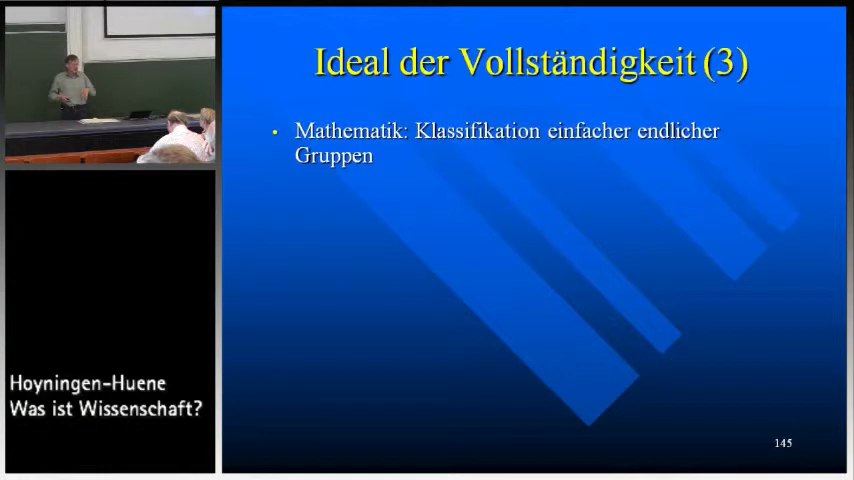 Ideal der Vollständigkeit (3)
• Mathematik: Klassifikation einfacher endlicher
Gruppen
Hoyningen-Huene
Was ist Wissenschaft?
145